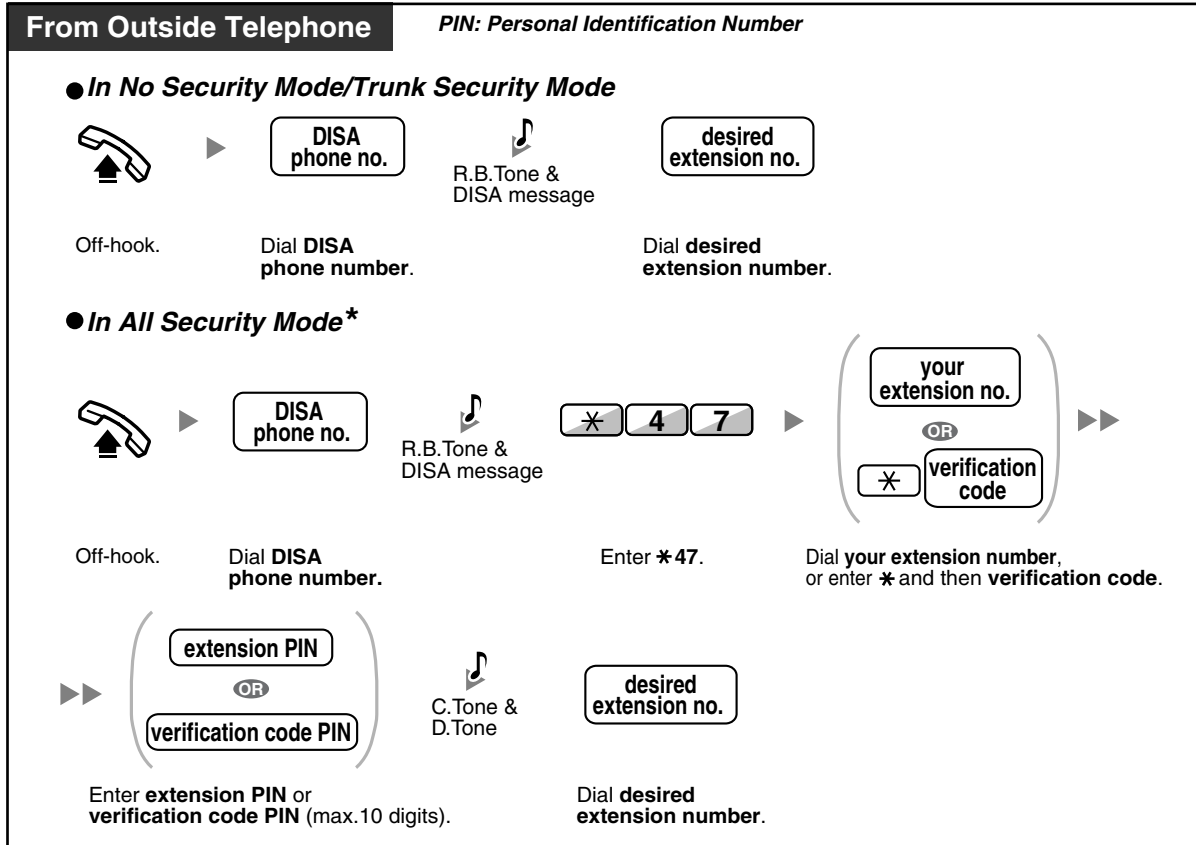 From Outside Telephone
PIN: Personal Identification Number
● In No Security Mode/Trunk Security Mode
DISA
phone no.
R.B.Tone &
DISA message
desired
extension no.
Off-hook.
Dial DISA
phone number.
Dial desired
extension number.
● In All Security Mode*
DISA
phone no.
R.B.Tone &
DISA message
* 4 7
your
extension no.
OR
* verification
code
Off-hook.
Dial DISA
phone number.
Enter *47.
Dial your extension number,
or enter * and then verification code.
extension PIN
OR
verification code PIN
C.Tone &
D.Tone
desired
extension no.
Enter extension PIN or
verification code PIN (max.10 digits).
Dial desired
extension number.